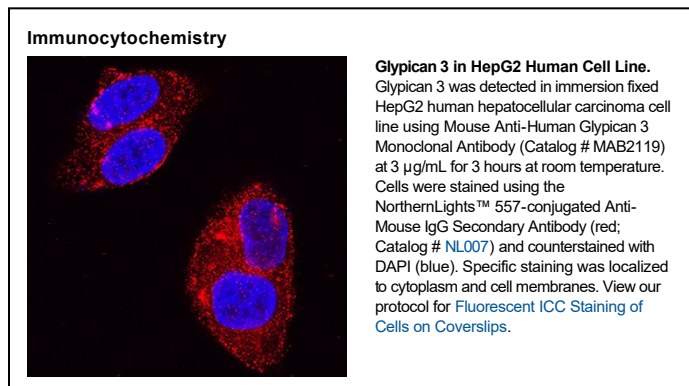 Immunocytochemistry
Glypican 3 in HepG2 Human Cell Line.
Glypican 3 was detected in immersion fixed
HepG2 human hepatocellular carcinoma cell
line using Mouse Anti-Human Glypican 3
Monoclonal Antibody (Catalog # MAB2119)
at 3 µg/mL for 3 hours at room temperature.
Cells were stained using the
NorthernLights™ 557-conjugated Anti-
Mouse IgG Secondary Antibody (red;
Catalog # NL007) and counterstained with
DAPI (blue). Specific staining was localized
to cytoplasm and cell membranes. View our
protocol for Fluorescent ICC Staining of
Cells on Coverslips.